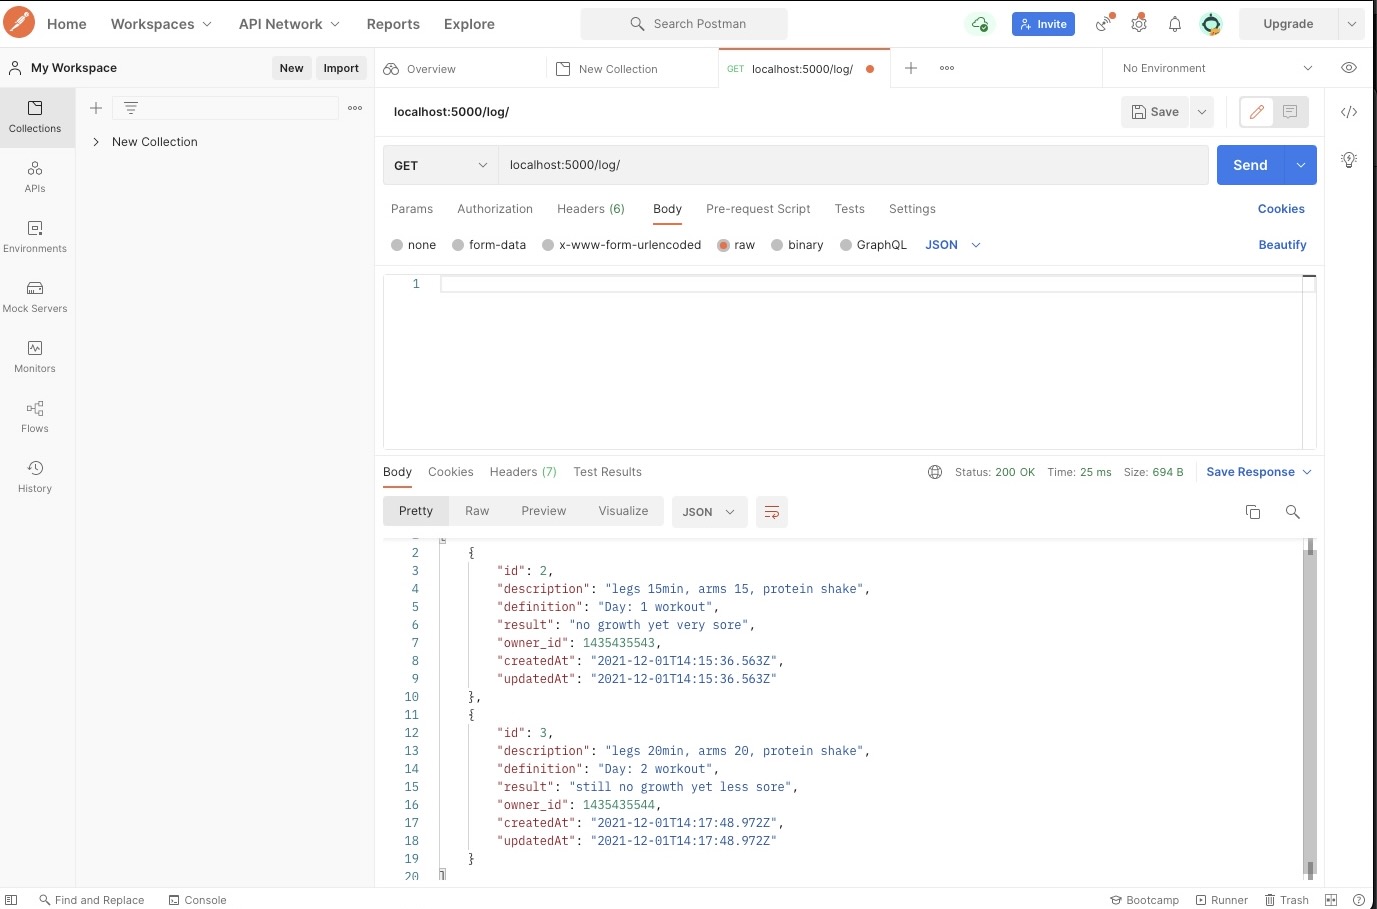 Home Workspaces API Network Reports Explore Search Postman Invite Upgrade
My Workspace New Import Overview New Collection GET localhost:5000/log/ No Environment
Collections
New Collection
APIs
Environments
Mock Servers
Monitors
Flows
History
localhost:5000/log/ Save
GET localhost:5000/log/ Send
Params Authorization Headers (6) Body Pre-request Script Tests Settings Cookies
none form-data x-www-form-urlencoded raw binary GraphQL JSON Beautify
1
Body Cookies Headers (7) Test Results Status: 200 OK Time: 25 ms Size: 694 B Save Response
Pretty Raw Preview Visualize JSON
2 {
3 "id": 2,
4 "description": "legs 15min, arms 15, protein shake",
5 "definition": "Day: 1 workout",
6 "result": "no growth yet very sore",
7 "owner_id": 1435435543,
8 "createdAt": "2021-12-01T14:15:36.563Z",
9 "updatedAt": "2021-12-01T14:15:36.563Z"
10 },
11 {
12 "id": 3,
13 "description": "legs 20min, arms 20, protein shake",
14 "definition": "Day: 2 workout",
15 "result": "still no growth yet less sore",
16 "owner_id": 1435435544,
17 "createdAt": "2021-12-01T14:17:48.972Z",
18 "updatedAt": "2021-12-01T14:17:48.972Z"
19 }
20 ]
Find and Replace Console Bootcamp Runner Trash